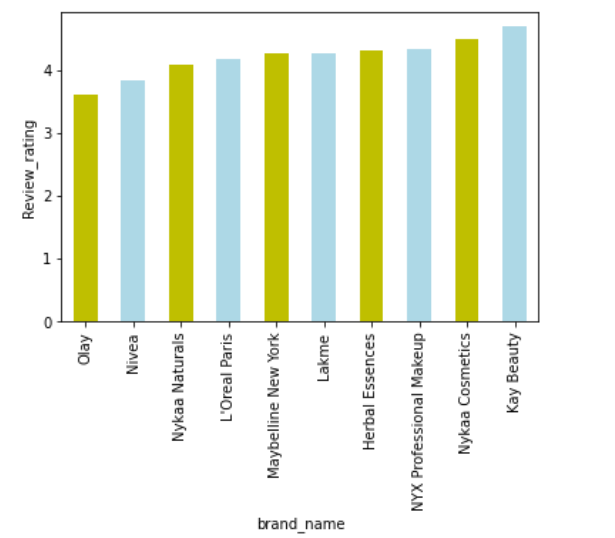 Review_rating
4
3
2
1
0
Olay
Nivea
Nykaa Naturals
L'Oreal Paris
Maybelline New York
Lakme
Herbal Essences
NYX Professional Makeup
Nykaa Cosmetics
Kay Beauty
brand_name